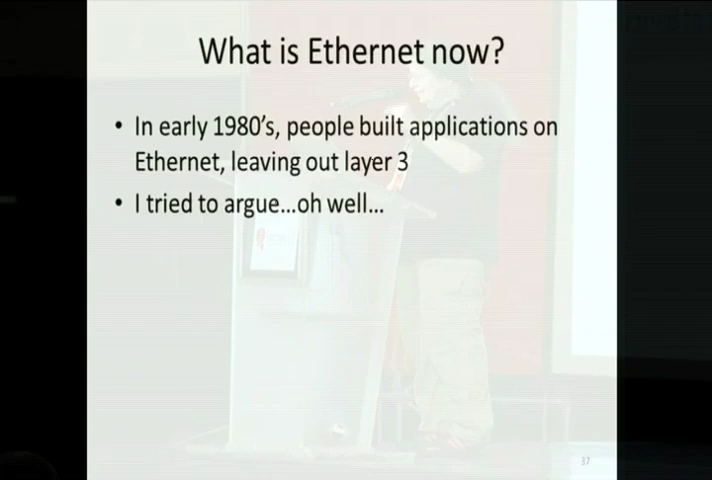 What is Ethernet now?
• In early 1980's, people built applications on
Ethernet, leaving out layer 3
• I tried to argue...oh well...
37